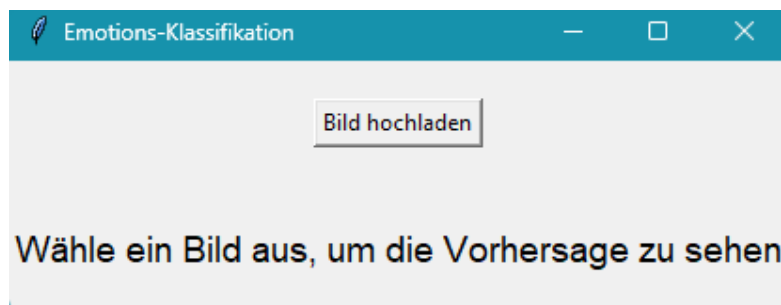 Emotions-Klassifikation
Bild hochladen
Wähle ein Bild aus, um die Vorhersage zu sehen